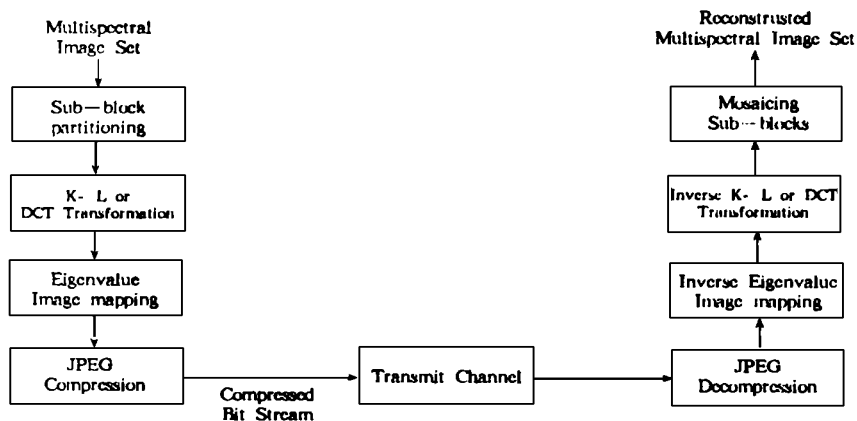 Multispectral
Image Set
Sub-block
partitioning
K- L or
DCT Transformation
Eigenvalue
Image mapping
JPEG
Compression
Compressed
Bit Stream
Transmit Channel
JPEG
Decompression
Inverse Eigenvalue
Image mapping
Inverse K- L or DCT
Transformation
Mosaicing
Sub-blocks
Reconstrusted
Multispectral Image Set